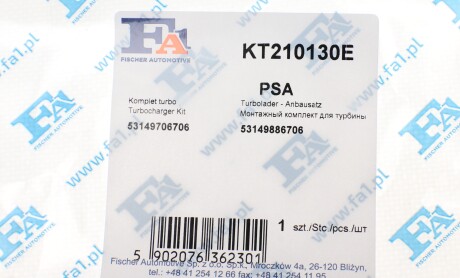 FA1
FISCHER AUTOMOTIVE
KT210130E
PSA
Komplet turbo
Turbocharger Kit
53149706706
Turbolader - Anbausatz
Монтажный комплект для турбины
53149886706
1 szt./Stc./pcs./шт
5 902076 362301
Fischer Automotive Sp. z o.o. Sp.k., Mroczków 4a, 26-120 Bliżyn,
tel.: +48 41 254 12 66 fax: +48 41 254 11 95
www.fa1.pl